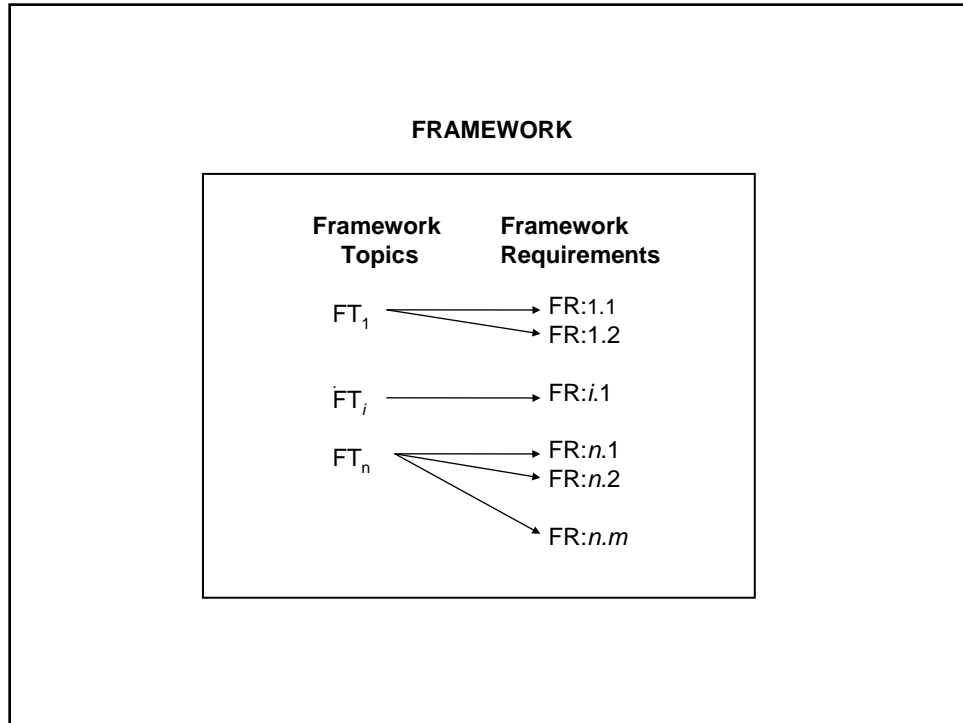 FRAMEWORK
Framework Topics
Framework Requirements
FT1
FR:1.1
FR:1.2
FTi
FR:i.1
FTn
FR:n.1
FR:n.2
FR:n.m